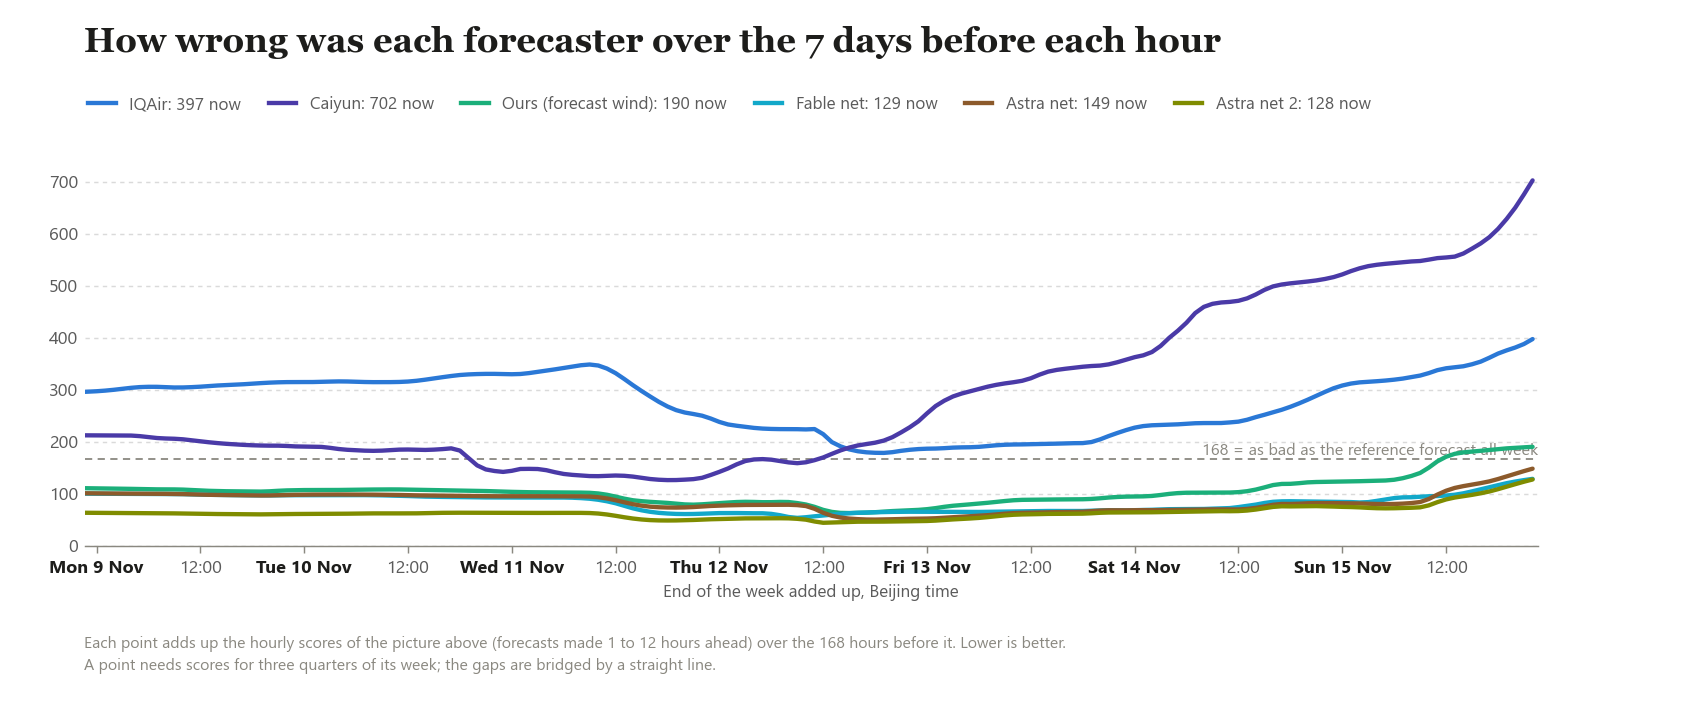 How wrong was each forecaster over the 7 days before each hour
IQAir: 397 now
Caiyun: 702 now
Ours (forecast wind): 190 now
Fable net: 129 now
Astra net: 149 now
Astra net 2: 128 now
700
600
500
400
300
200
168 = as bad as the reference forecast all week
100
0
Mon 9 Nov
12:00
Tue 10 Nov
12:00
Wed 11 Nov
12:00
Thu 12 Nov
12:00
Fri 13 Nov
12:00
Sat 14 Nov
12:00
Sun 15 Nov
12:00
End of the week added up, Beijing time
Each point adds up the hourly scores of the picture above (forecasts made 1 to 12 hours ahead) over the 168 hours before it. Lower is better.
A point needs scores for three quarters of its week; the gaps are bridged by a straight line.